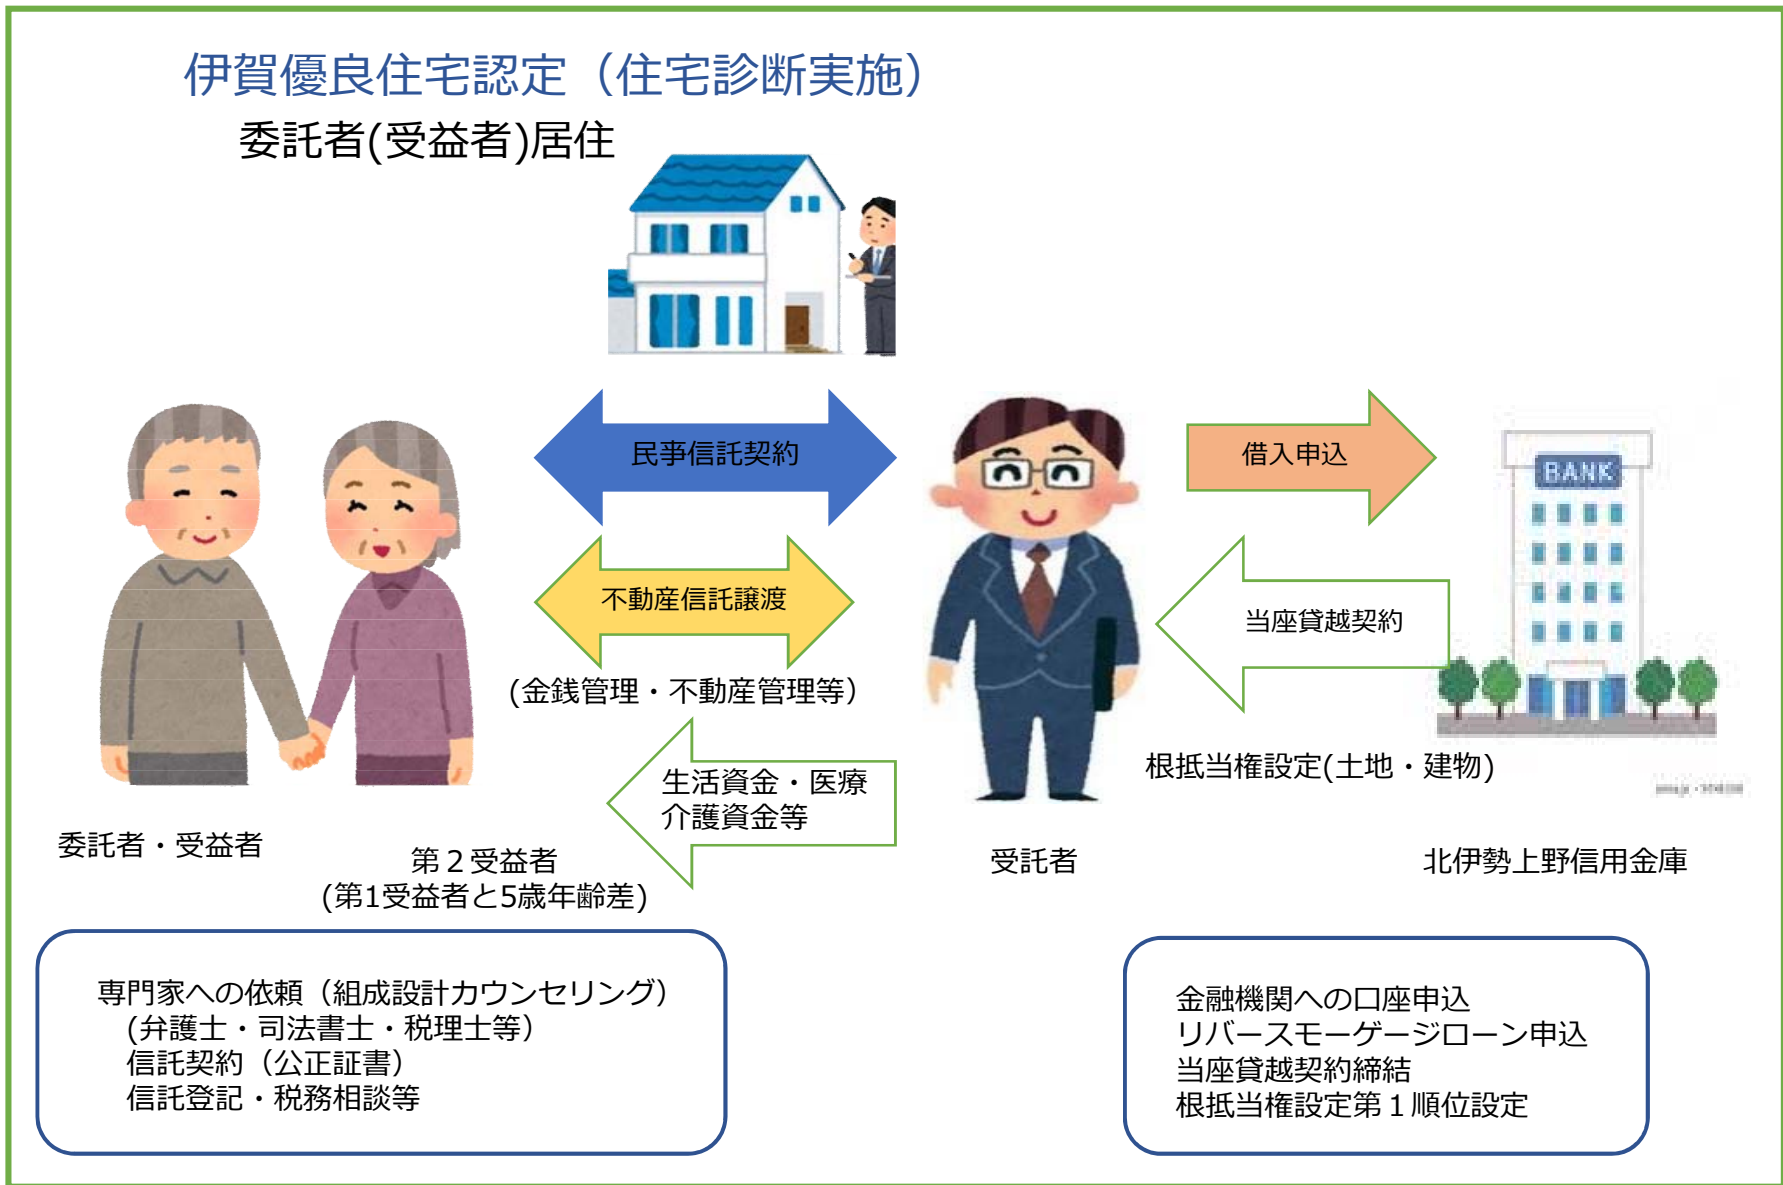 伊賀優良住宅認定（住宅診断実施）
委託者(受益者)居住
民亊信託契約
借入申込
BANK
不動産信託譲渡
当座貸越契約
(金銭管理・不動産管理等）
根抵当権設定(土地・建物)
生活資金・医療
介護資金等
委託者・受益者
第２受益者
(第1受益者と5歳年齢差)
受託者
北伊勢上野信用金庫
専門家への依頼（組成設計カウンセリング）
(弁護士・司法書士・税理士等）
信託契約（公正証書）
信託登記・税務相談等
金融機関への口座申込
リバースモーゲージローン申込
当座貸越契約締結
根抵当権設定第１順位設定